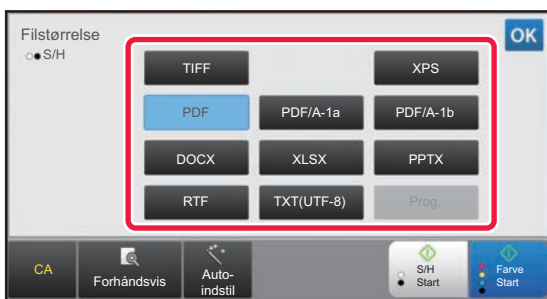 Filstørrelse
OK
S/H
TIFF
XPS
PDF
PDF/A-1a
PDF/A-1b
DOCX
XLSX
PPTX
RTF
TXT(UTF-8)
Prog.
CA
Forhåndsvis
Auto-
indstil
S/H
Start
Farve
Start